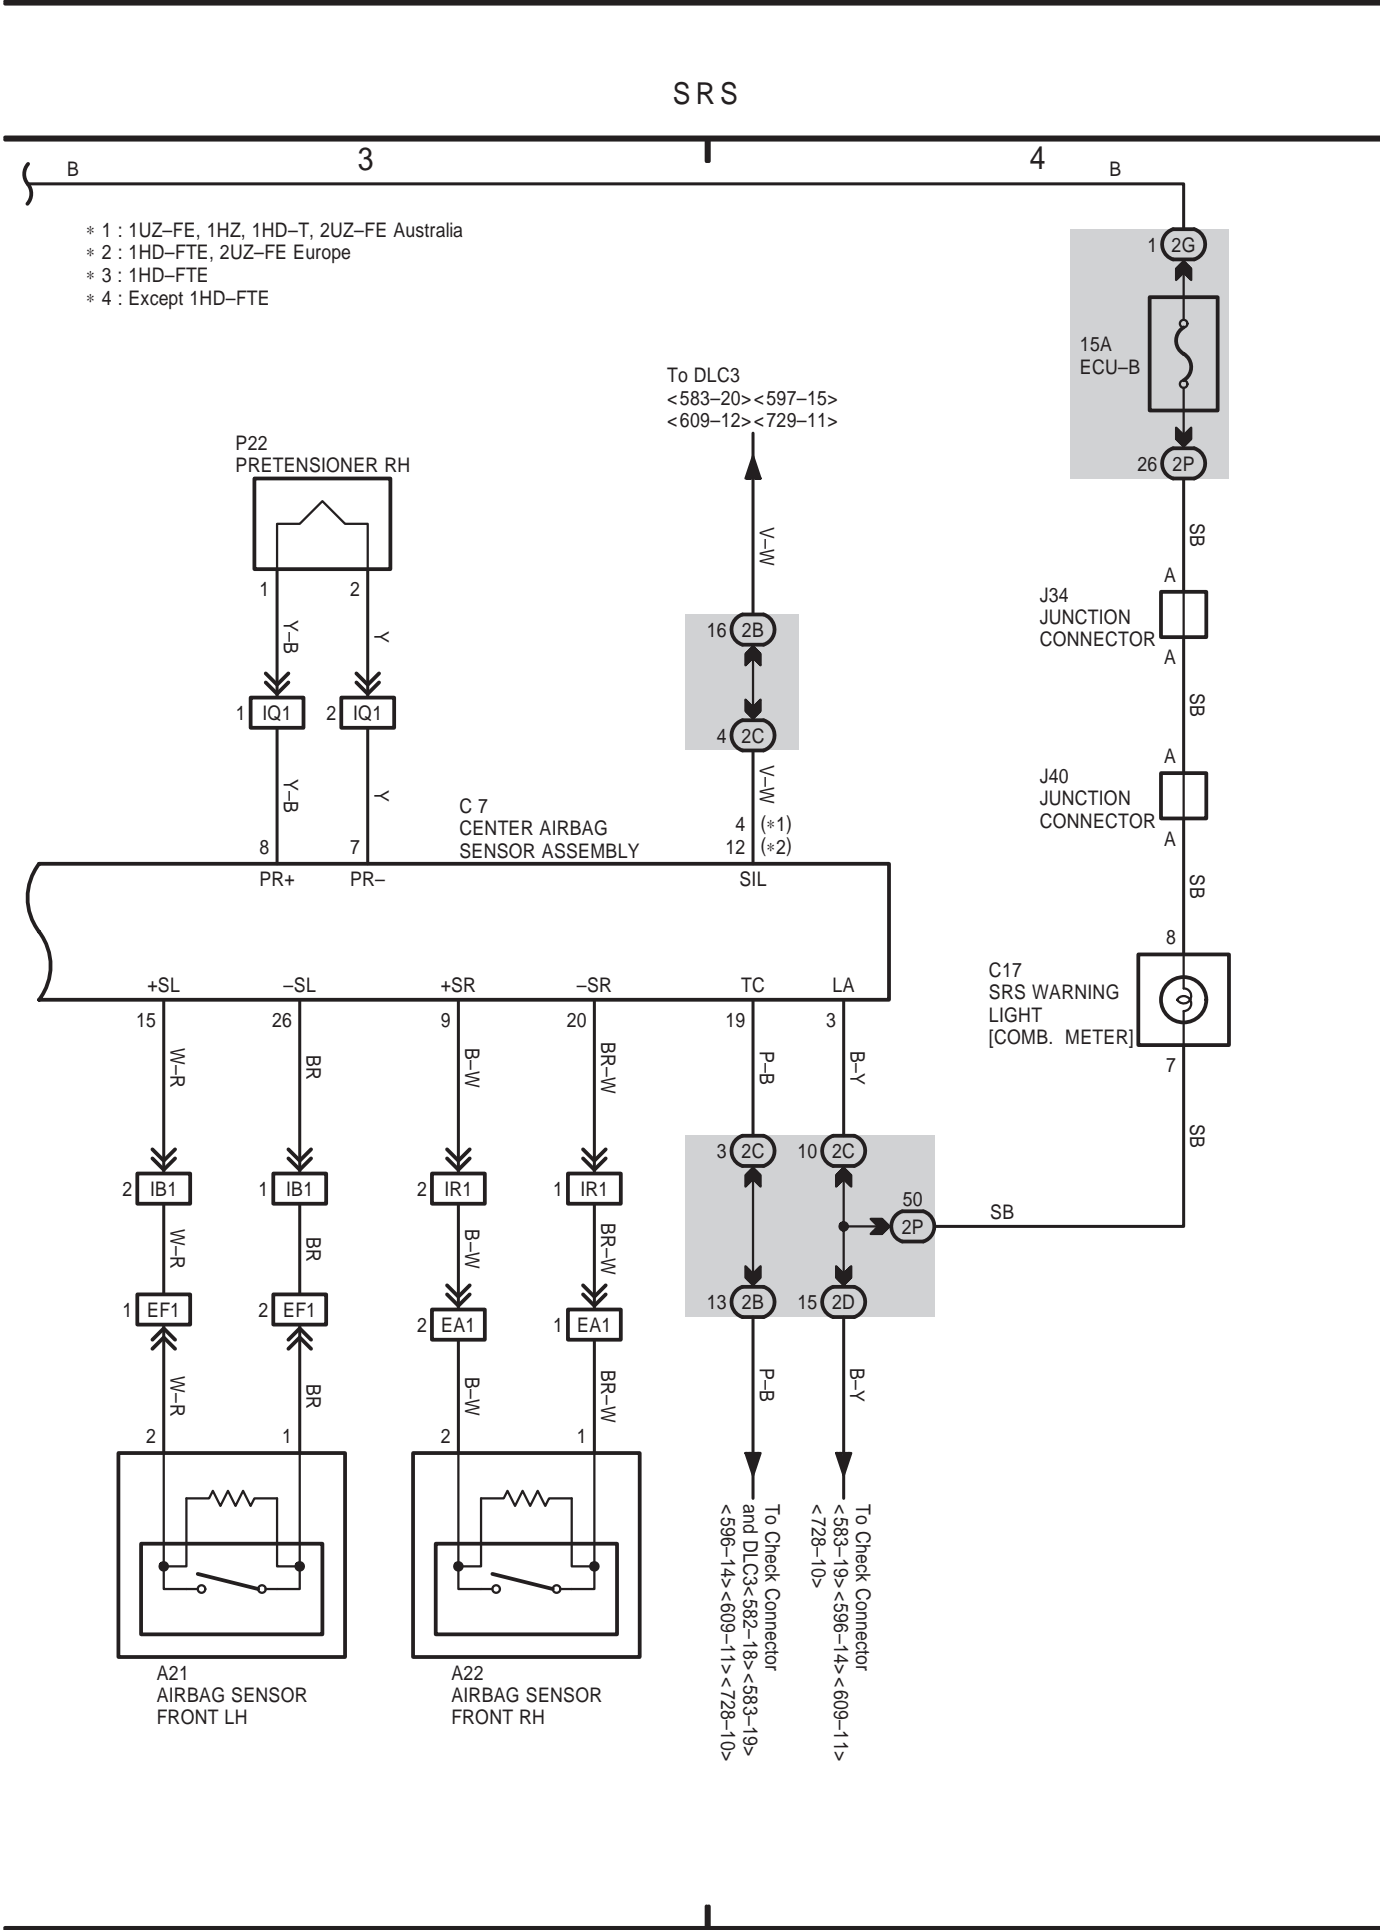 SRS
3
4
B
B
* 1 : 1UZ–FE, 1HZ, 1HD–T, 2UZ–FE Australia
* 2 : 1HD–FTE, 2UZ–FE Europe
* 3 : 1HD–FTE
* 4 : Except 1HD–FTE
1 2G
15A
ECU–B
26 2P
SB
A
J34
JUNCTION
CONNECTOR
A
SB
A
J40
JUNCTION
CONNECTOR
A
SB
8
C17
SRS WARNING
LIGHT
[COMB. METER]
7
SB
To DLC3
<583–20><597–15>
<609–12><729–11>
V–W
16 2B
4 2C
V–W
4 (*1)
12 (*2)
P22
PRETENSIONER RH
1 2
Y–B Y
1 IQ1 2 IQ1
Y–B Y
8 7
C 7
CENTER AIRBAG
SENSOR ASSEMBLY
PR+ PR– SIL
+SL –SL +SR –SR TC LA
15 26 9 20 19 3
W–R BR B–W BR–W P–B B–Y
2 IB1 1 IB1 2 IR1 1 IR1
3 2C 10 2C
50
2P
SB
W–R BR B–W BR–W
1 EF1 2 EF1 2 EA1 1 EA1
13 2B 15 2D
W–R BR B–W BR–W P–B B–Y
2 1 2 1
A21
AIRBAG SENSOR
FRONT LH
A22
AIRBAG SENSOR
FRONT RH
To Check Connector
and DLC3<582–18><583–19>
<596–14><609–11><728–10>
To Check Connector
<583–19><596–14><609–11>
<728–10>